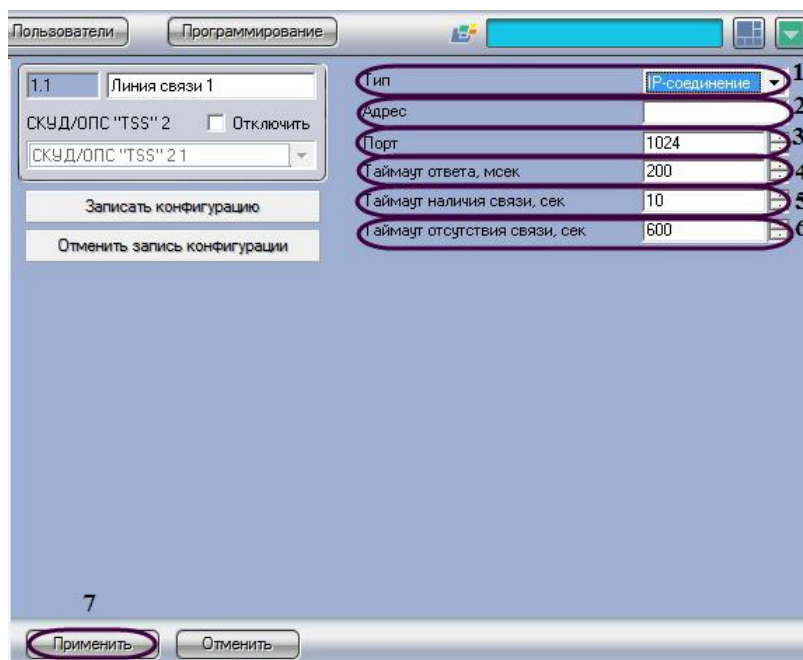 Пользователи
Программирование
1.1
Линия связи 1
СКУД/ОПС "TSS" 2
Отключить
СКУД/ОПС "TSS" 2 1
Записать конфигурацию
Отменить запись конфигурации
Тип
IP-соединение
1
Адрес
2
Порт
1024
3
Таймаут ответа, мсек
200
4
Таймаут наличия связи, сек
10
5
Таймаут отсутствия связи, сек
600
6
7
Применить
Отменить